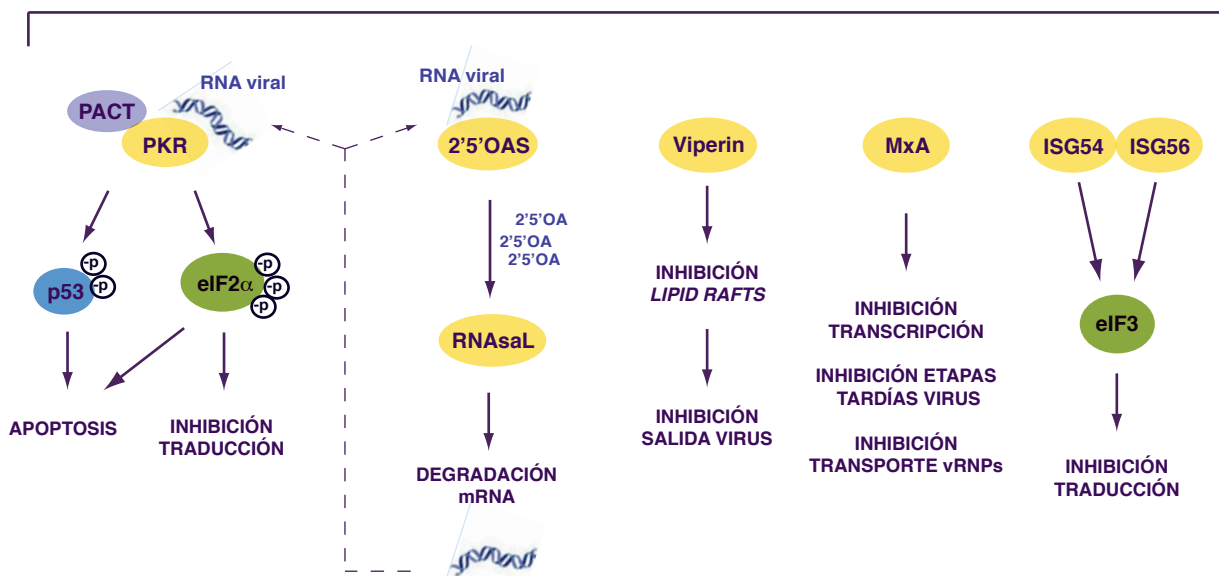 RNA viral
PACT
PKR
p53
-p
-p
eIF2α
-p
-p
-p
APOPTOSIS
INHIBICIÓN
TRADUCCIÓN
RNA viral
2'5'OAS
2'5'OA
2'5'OA
2'5'OA
RNAsaL
DEGRADACIÓN
mRNA
Viperin
INHIBICIÓN
LIPID RAFTS
INHIBICIÓN
SALIDA VIRUS
MxA
INHIBICIÓN
TRANSCRIPCIÓN
INHIBICIÓN ETAPAS
TARDÍAS VIRUS
INHIBICIÓN
TRANSPORTE vRNPs
ISG54
ISG56
eIF3
INHIBICIÓN
TRADUCCIÓN